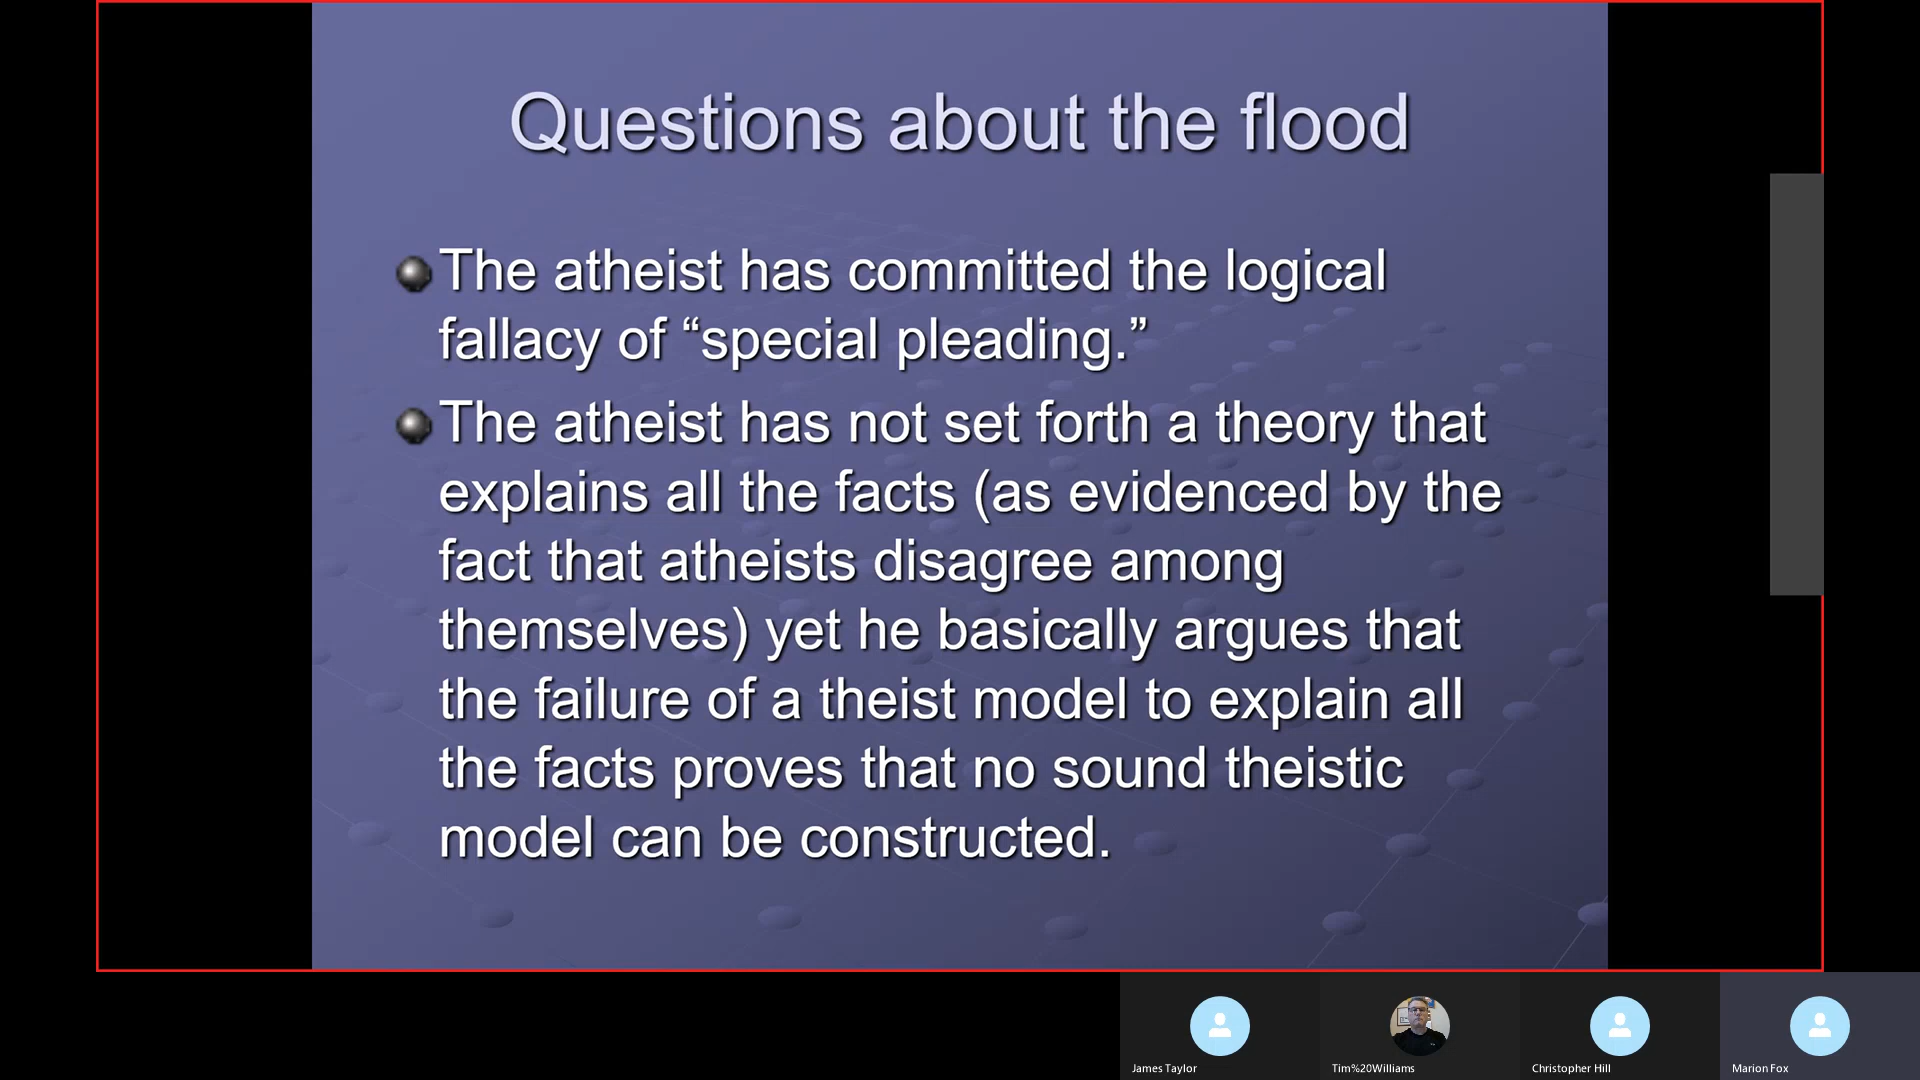 Questions about the flood
The atheist has committed the logical
fallacy of “special pleading.”
The atheist has not set forth a theory that
explains all the facts (as evidenced by the
fact that atheists disagree among
themselves) yet he basically argues that
the failure of a theist model to explain all
the facts proves that no sound theistic
model can be constructed.
James Taylor
Tim%20Williams
Christopher Hill
Marion Fox